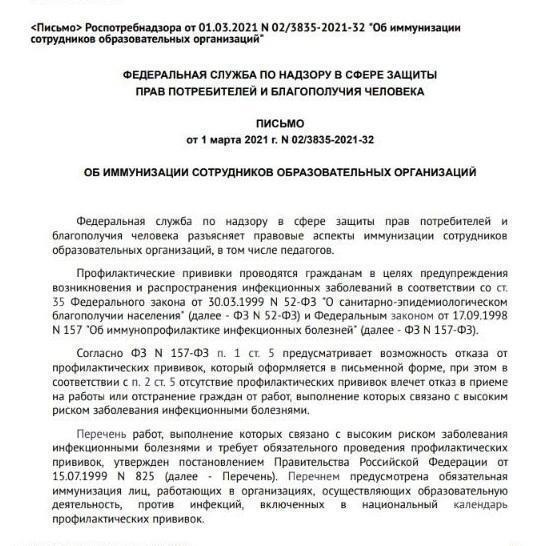 <Письмо> Роспотребнадзора от 01.03.2021 N 02/3835-2021-32 "Об иммунизации
сотрудников образовательных организаций"
ФЕДЕРАЛЬНАЯ СЛУЖБА ПО НАДЗОРУ В СФЕРЕ ЗАЩИТЫ
ПРАВ ПОТРЕБИТЕЛЕЙ И БЛАГОПОЛУЧИЯ ЧЕЛОВЕКА
ПИСЬМО
от 1 марта 2021 г. N 02/3835-2021-32
ОБ ИММУНИЗАЦИИ СОТРУДНИКОВ ОБРАЗОВАТЕЛЬНЫХ ОРГАНИЗАЦИЙ
Федеральная служба по надзору в сфере защиты прав потребителей и
благополучия человека разъясняет правовые аспекты иммунизации сотрудников
образовательных организаций, в том числе педагогов.
Профилактические прививки проводятся гражданам в целях предупреждения
возникновения и распространения инфекционных заболеваний в соответствии со ст.
35 Федерального закона от 30.03.1999 N 52-ФЗ "О санитарно-эпидемиологическом
благополучии населения" (далее - ФЗ N 52-ФЗ) и Федеральным законом от 17.09.1998
N 157 "Об иммунопрофилактике инфекционных болезней" (далее - ФЗ N 157-ФЗ).
Согласно ФЗ N 157-ФЗ п. 1 ст. 5 предусматривает возможность отказа от
профилактических прививок, который оформляется в письменной форме, при этом в
соответствии с п. 2 ст. 5 отсутствие профилактических прививок влечет отказ в приеме
на работы или отстранение граждан от работ, выполнение которых связано с высоким
риском заболевания инфекционными болезнями.
Перечень работ, выполнение которых связано с высоким риском заболевания
инфекционными болезнями и требует обязательного проведения профилактических
прививок, утвержден постановлением Правительства Российской Федерации от
15.07.1999 N 825 (далее - Перечень). Перечнем предусмотрена обязательная
иммунизация лиц, работающих в организациях, осуществляющих образовательную
деятельность, против инфекций, включенных в национальный календарь
профилактических прививок.